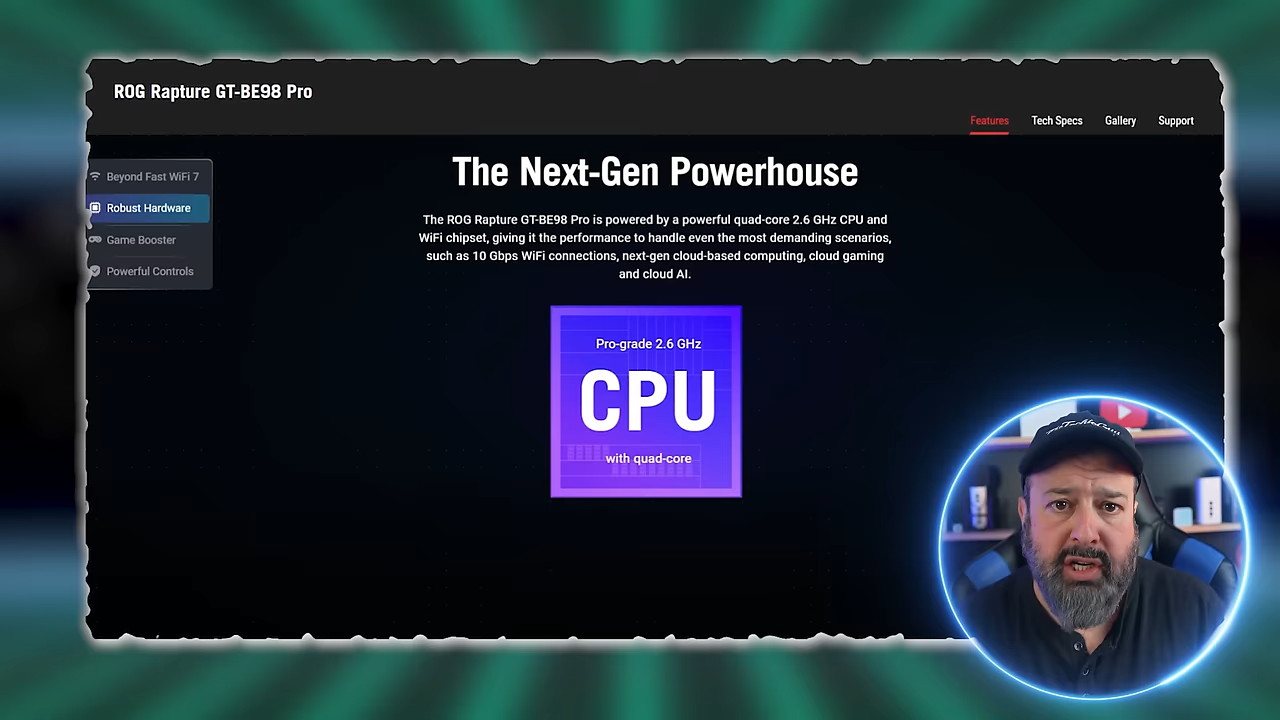 ROG Rapture GT-BE98 Pro
Features
Tech Specs
Gallery
Support
Beyond Fast WiFi 7
Robust Hardware
Game Booster
Powerful Controls
The Next-Gen Powerhouse
The ROG Rapture GT-BE98 Pro is powered by a powerful quad-core 2.6 GHz CPU and
WiFi chipset, giving it the performance to handle even the most demanding scenarios,
such as 10 Gbps WiFi connections, next-gen cloud-based computing, cloud gaming
and cloud AI.
Pro-grade 2.6 GHz
CPU
with quad-core